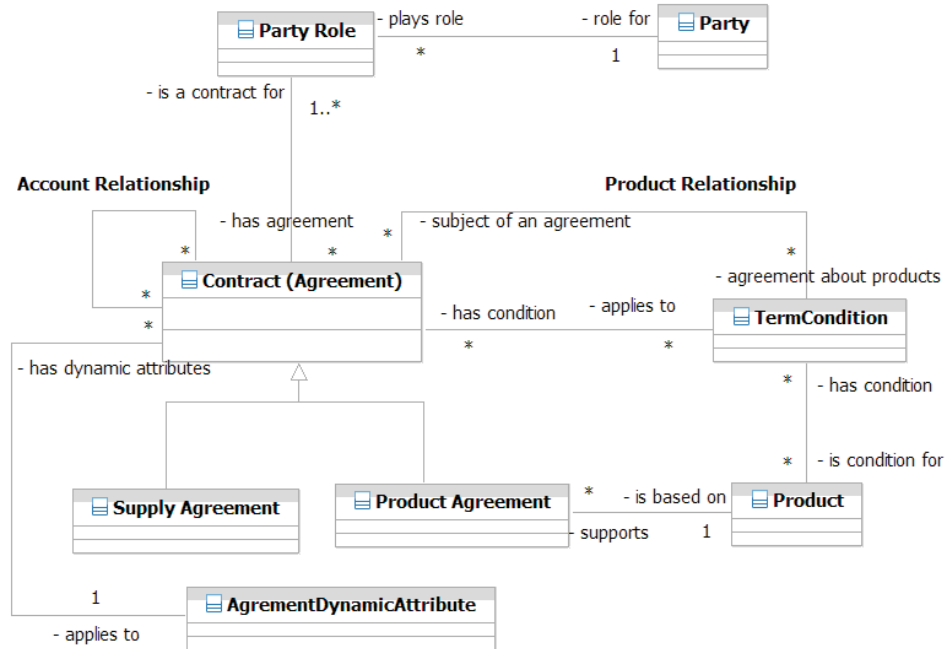 - plays role
- role for
Party Role
Party
*
1
- is a contract for
1..*
Account Relationship
Product Relationship
- has agreement
- subject of an agreement
*
*
*
*
Contract (Agreement)
- agreement about products
*
- has condition
- applies to
TermCondition
*
*
*
- has dynamic attributes
*
- has condition
*
- is condition for
Supply Agreement
Product Agreement
*
- is based on
Product
- supports
1
1
AgrementDynamicAttribute
- applies to